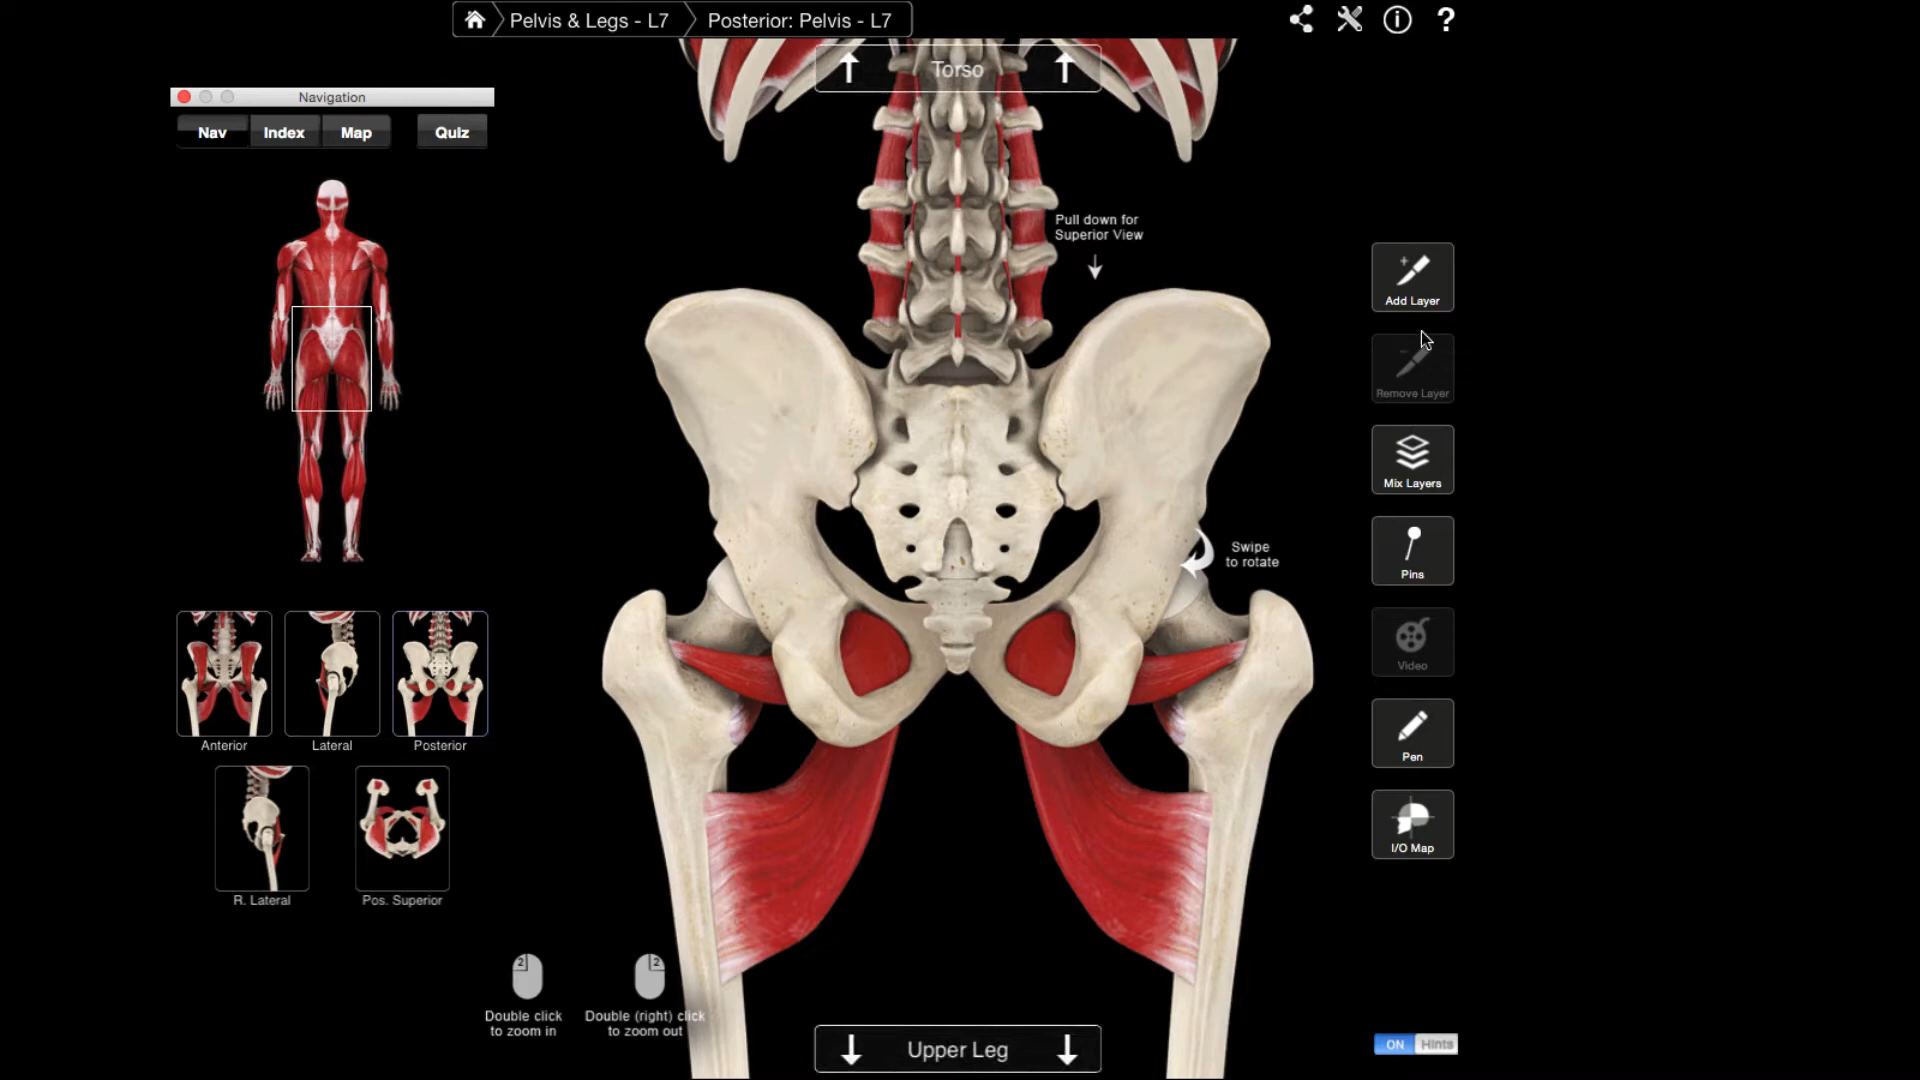 Pelvis & Legs - L7
Posterior: Pelvis - L7
?
Torso
Navigation
Nav
Index
Map
Quiz
Pull down for
Superior View
Add Layer
Remove Layer
Mix Layers
Swipe
to rotate
Pins
Video
Anterior
Lateral
Posterior
Pen
I/O Map
R. Lateral
Pos. Superior
2
2
Double click
to zoom in
Double (right) click
to zoom out
Upper Leg
ON
Hints